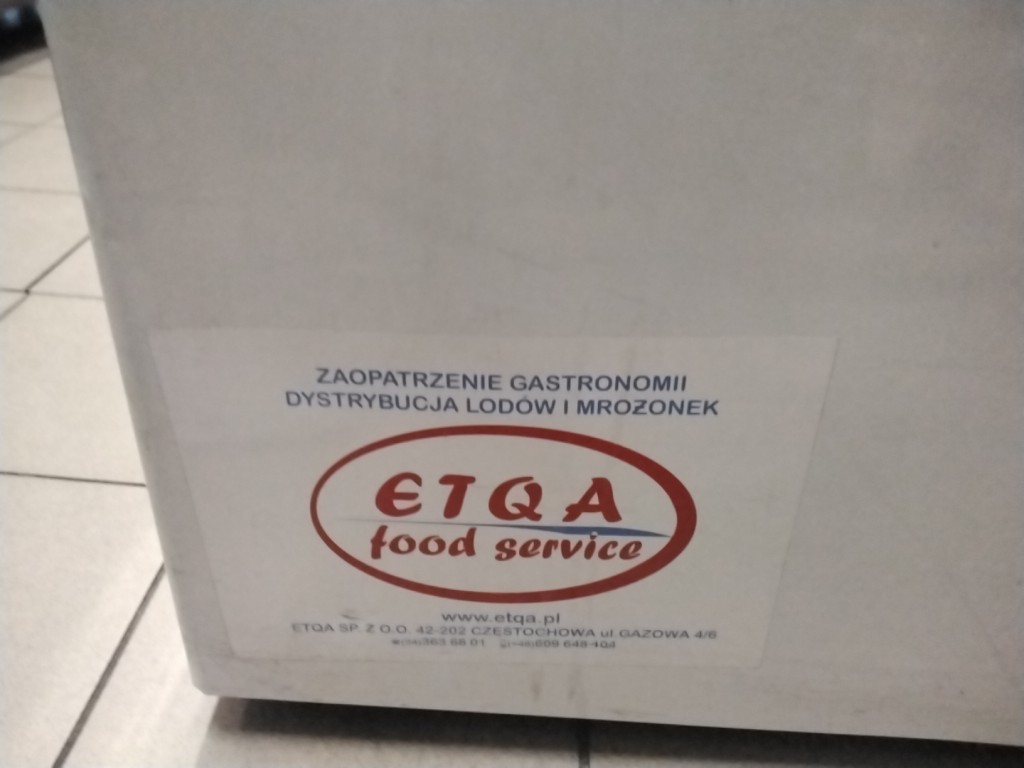 ZAOPATRZENIE GASTRONOMII
DYSTRYBUCJA LODÓW I MROŻONEK
ETQA
food service
www.etqa.pl
ETQA SP. Z O.O. 42-202 CZĘSTOCHOWA ul.GAZOWA 4/6